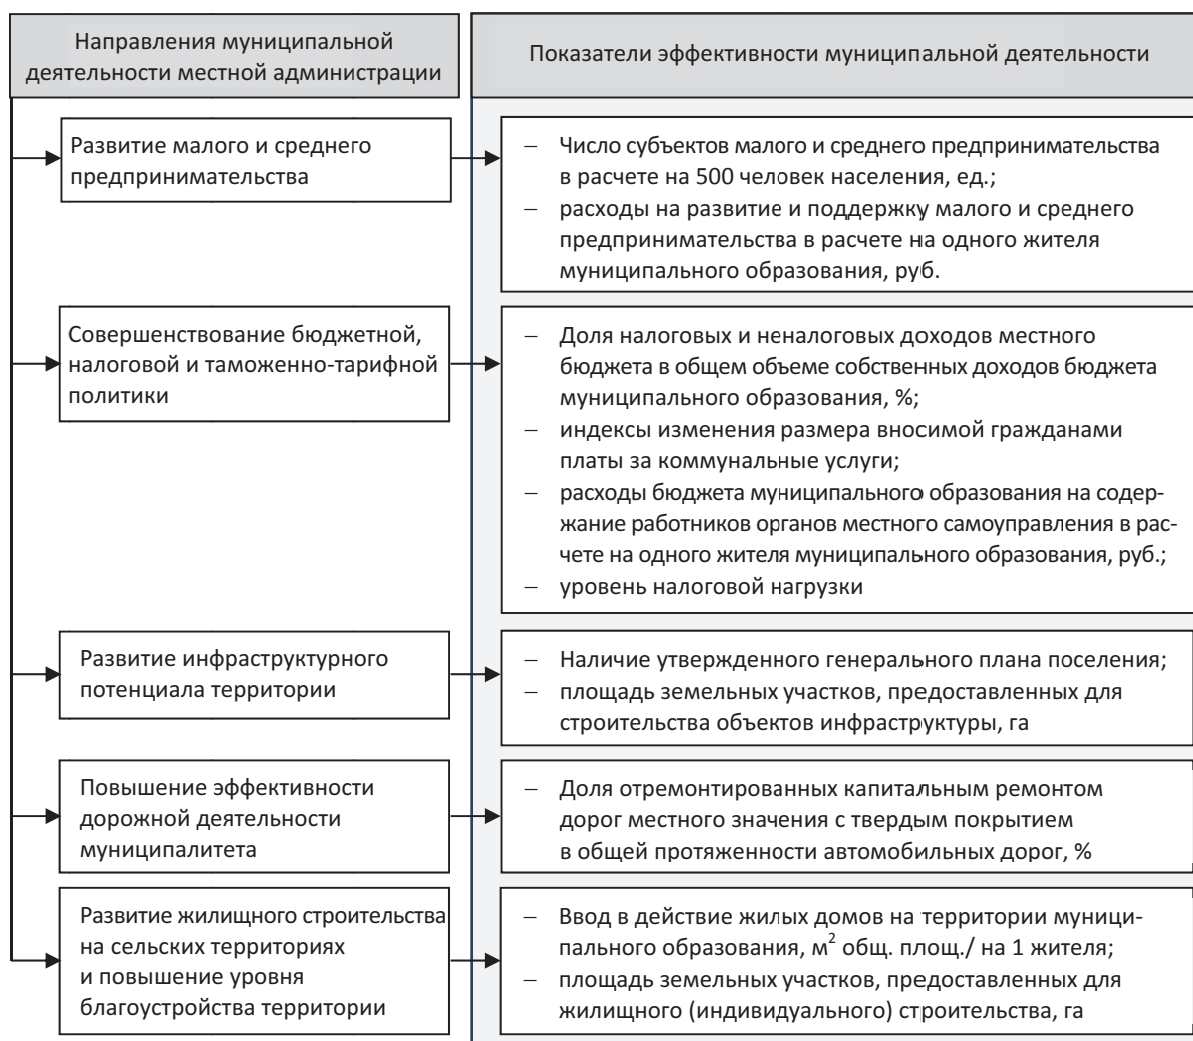 Направления муниципальной
деятельности местной администрации
Показатели эффективности муниципальной деятельности
Развитие малого и среднего
предпринимательства
– Число субъектов малого и среднего предпринимательства
в расчете на 500 человек населения, ед.;
– расходы на развитие и поддержку малого и среднего
предпринимательства в расчете на одного жителя
муниципального образования, руб.
Совершенствование бюджетной,
налоговой и таможенно-тарифной
политики
– Доля налоговых и неналоговых доходов местного
бюджета в общем объеме собственных доходов бюджета
муниципального образования, %;
– индексы изменения размера вносимой гражданами
платы за коммунальные услуги;
– расходы бюджета муниципального образования на содер-
жание работников органов местного самоуправления в рас-
чете на одного жителя муниципального образования, руб.;
– уровень налоговой нагрузки
Развитие инфраструктурного
потенциала территории
– Наличие утвержденного генерального плана поселения;
– площадь земельных участков, предоставленных для
строительства объектов инфраструктуры, га
Повышение эффективности
дорожной деятельности
муниципалитета
– Доля отремонтированных капитальным ремонтом
дорог местного значения с твердым покрытием
в общей протяженности автомобильных дорог, %
Развитие жилищного строительства
на сельских территориях
и повышение уровня
благоустройства территории
– Ввод в действие жилых домов на территории муници-
пального образования, м² общ. площ./ на 1 жителя;
– площадь земельных участков, предоставленных для
жилищного (индивидуального) строительства, га